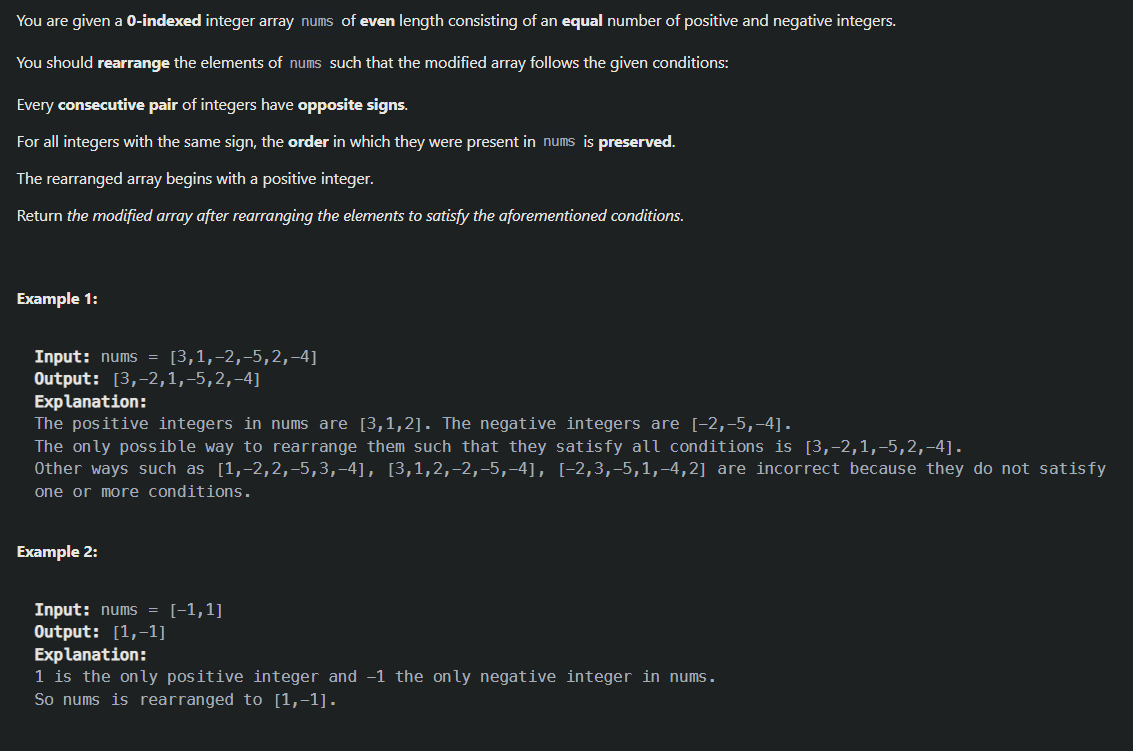 You are given a 0-indexed integer array nums of even length consisting of an equal number of positive and negative integers.
You should rearrange the elements of nums such that the modified array follows the given conditions:
Every consecutive pair of integers have opposite signs.
For all integers with the same sign, the order in which they were present in nums is preserved.
The rearranged array begins with a positive integer.
Return the modified array after rearranging the elements to satisfy the aforementioned conditions.
Example 1:
Input: nums = [3,1,-2,-5,2,-4]
Output: [3,-2,1,-5,2,-4]
Explanation:
The positive integers in nums are [3,1,2]. The negative integers are [-2,-5,-4].
The only possible way to rearrange them such that they satisfy all conditions is [3,-2,1,-5,2,-4].
Other ways such as [1,-2,2,-5,3,-4], [3,1,2,-2,-5,-4], [-2,3,-5,1,-4,2] are incorrect because they do not satisfy
one or more conditions.
Example 2:
Input: nums = [-1,1]
Output: [1,-1]
Explanation:
1 is the only positive integer and -1 the only negative integer in nums.
So nums is rearranged to [1,-1].